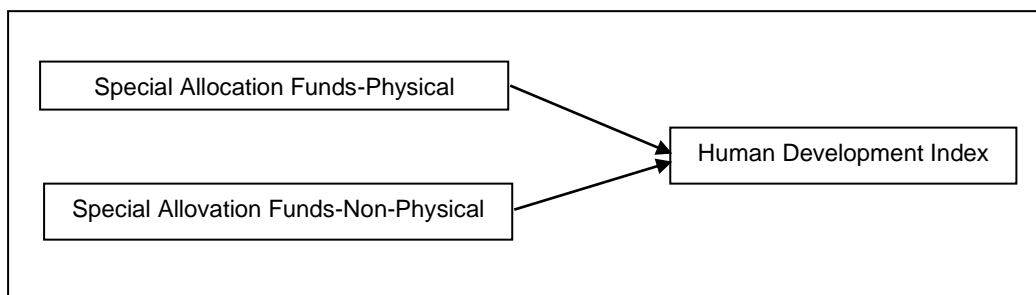 Special Allocation Funds-Physical
Human Development Index
Special Allovation Funds-Non-Physical